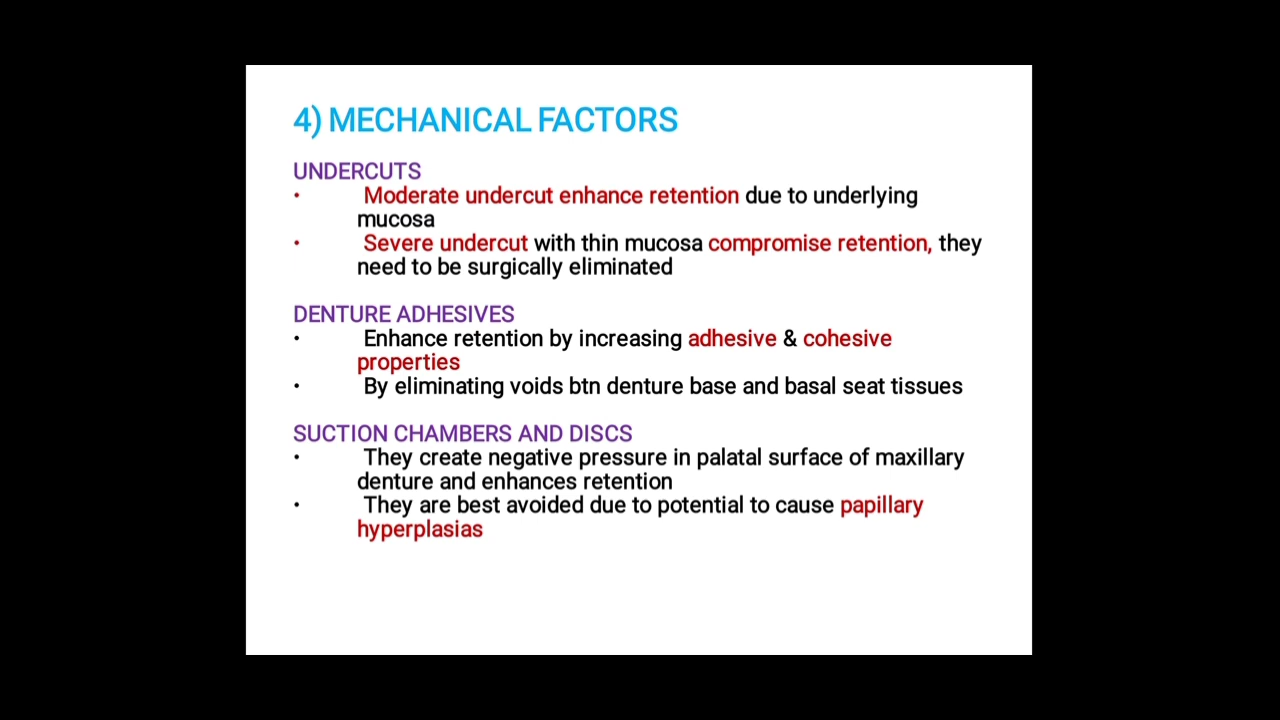 4) MECHANICAL FACTORS
UNDERCUTS
• Moderate undercut enhance retention due to underlying
mucosa
• Severe undercut with thin mucosa compromise retention, they
need to be surgically eliminated
DENTURE ADHESIVES
• Enhance retention by increasing adhesive & cohesive
properties
• By eliminating voids btn denture base and basal seat tissues
SUCTION CHAMBERS AND DISCS
• They create negative pressure in palatal surface of maxillary
denture and enhances retention
• They are best avoided due to potential to cause papillary
hyperplasias